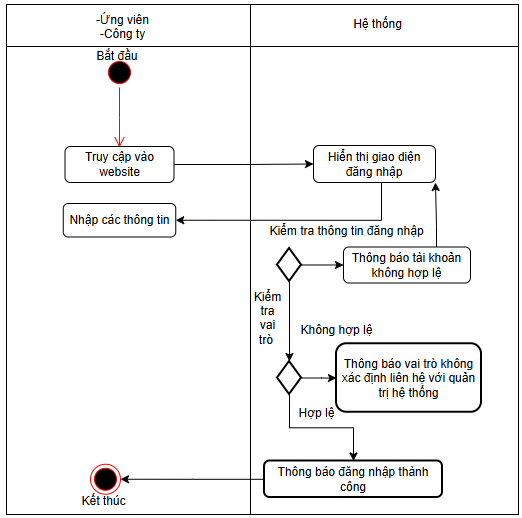 -Ứng viên
-Công ty
Hệ thống
Bắt đầu
Truy cập vào
website
Hiển thị giao diện
đăng nhập
Nhập các thông tin
Kiểm tra thông tin đăng nhập
Thông báo tài khoản
không hợp lệ
Kiểm
tra
vai
trò
Không hợp lệ
Thông báo vai trò không
xác định liên hệ với quản
trị hệ thống
Hợp lệ
Thông báo đăng nhập thành
công
Kết thúc